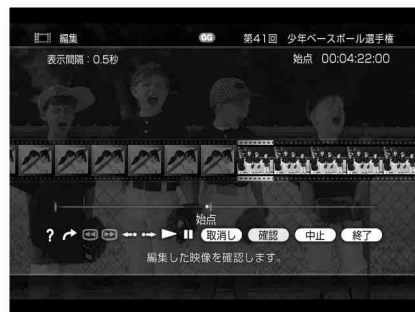 編集
GG
第41回 少年ベースボール選手権
表示間隔:0.5秒
始点 00:04:22:00
始点
?
取消し 確認 中止 終了
編集した映像を確認します。